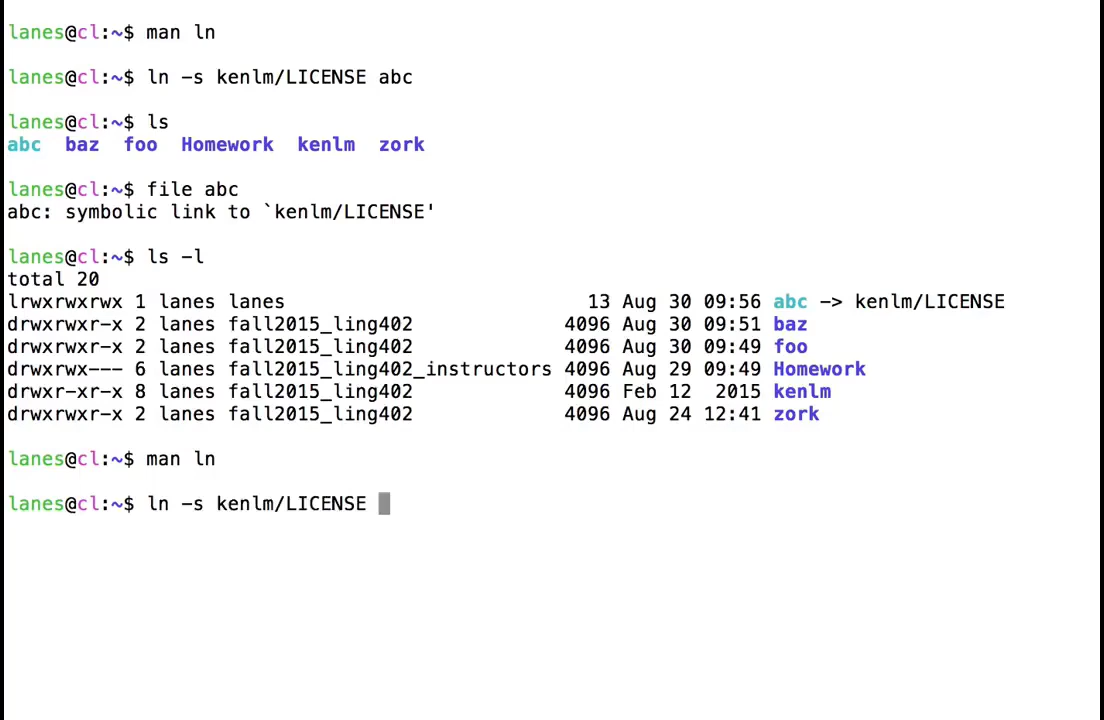 lanes@cl:~$ man ln
lanes@cl:~$ ln -s kenlm/LICENSE abc
lanes@cl:~$ ls
abc  baz  foo  Homework  kenlm  zork
lanes@cl:~$ file abc
abc: symbolic link to `kenlm/LICENSE'
lanes@cl:~$ ls -l
total 20
lrwxrwxrwx 1 lanes lanes                          13 Aug 30 09:56 abc -> kenlm/LICENSE
drwxrwxr-x 2 lanes fall2015_ling402             4096 Aug 30 09:51 baz
drwxrwxr-x 2 lanes fall2015_ling402             4096 Aug 30 09:49 foo
drwxrwx--- 6 lanes fall2015_ling402_instructors 4096 Aug 29 09:49 Homework
drwxr-xr-x 8 lanes fall2015_ling402             4096 Feb 12  2015 kenlm
drwxrwxr-x 2 lanes fall2015_ling402             4096 Aug 24 12:41 zork
lanes@cl:~$ man ln
lanes@cl:~$ ln -s kenlm/LICENSE